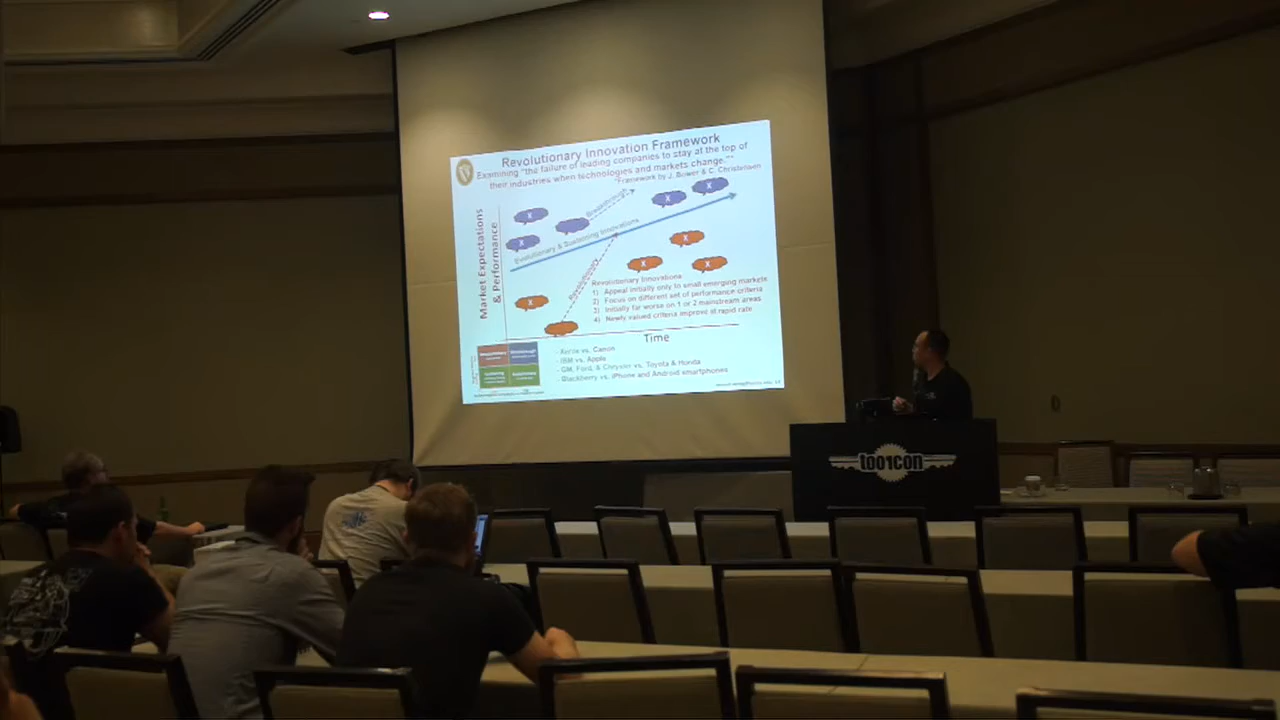 Revolutionary Innovation Framework
Examining "the failure of leading companies to stay at the top of
their industries when technologies and markets change."*
*Framework by J. Bower & C. Christensen
Market Expectations
& Performance
Breakthrough
X
X
X
X
Evolutionary & Sustaining Innovations
Revolutionary
X
X
X
X
Revolutionary Innovations
1) Appeal initially only to small emerging markets
2) Focus on different set of performance criteria
3) Initially far worse on 1 or 2 mainstream areas
4) Newly valued criteria improve at rapid rate
Time
- Xerox vs. Canon
- IBM vs. Apple
- GM, Ford, & Chrysler vs. Toyota & Honda
- Blackberry vs. iPhone and Android smartphones
too1con